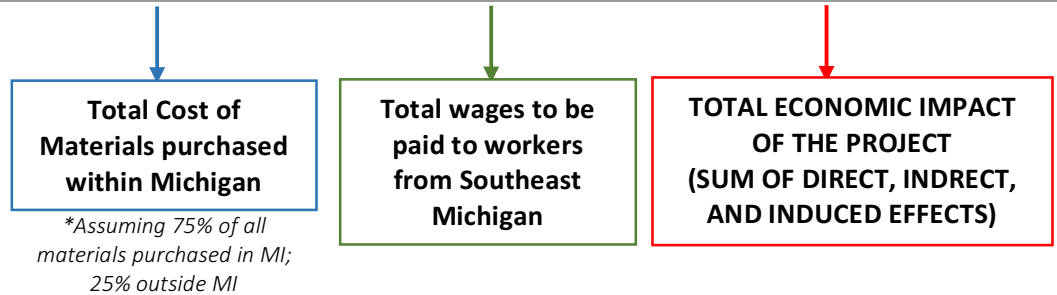 Total Cost of
Materials purchased
within Michigan
*Assuming 75% of all
materials purchased in MI;
25% outside MI
Total wages to be
paid to workers
from Southeast
Michigan
TOTAL ECONOMIC IMPACT
OF THE PROJECT
(SUM OF DIRECT, INDRECT,
AND INDUCED EFFECTS)